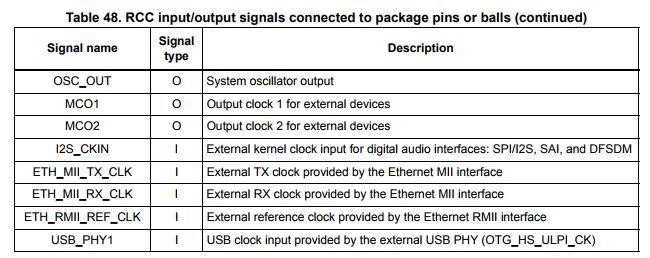 Table 48. RCC input/output signals connected to package pins or balls (continued)
Signal name Signal type Description
OSC_OUT O System oscillator output
MCO1 O Output clock 1 for external devices
MCO2 O Output clock 2 for external devices
I2S_CKIN I External kernel clock input for digital audio interfaces: SPI/I2S, SAI, and DFSDM
ETH_MII_TX_CLK I External TX clock provided by the Ethernet MII interface
ETH_MII_RX_CLK I External RX clock provided by the Ethernet MII interface
ETH_RMII_REF_CLK I External reference clock provided by the Ethernet RMII interface
USB_PHY1 I USB clock input provided by the external USB PHY (OTG_HS_ULPI_CK)